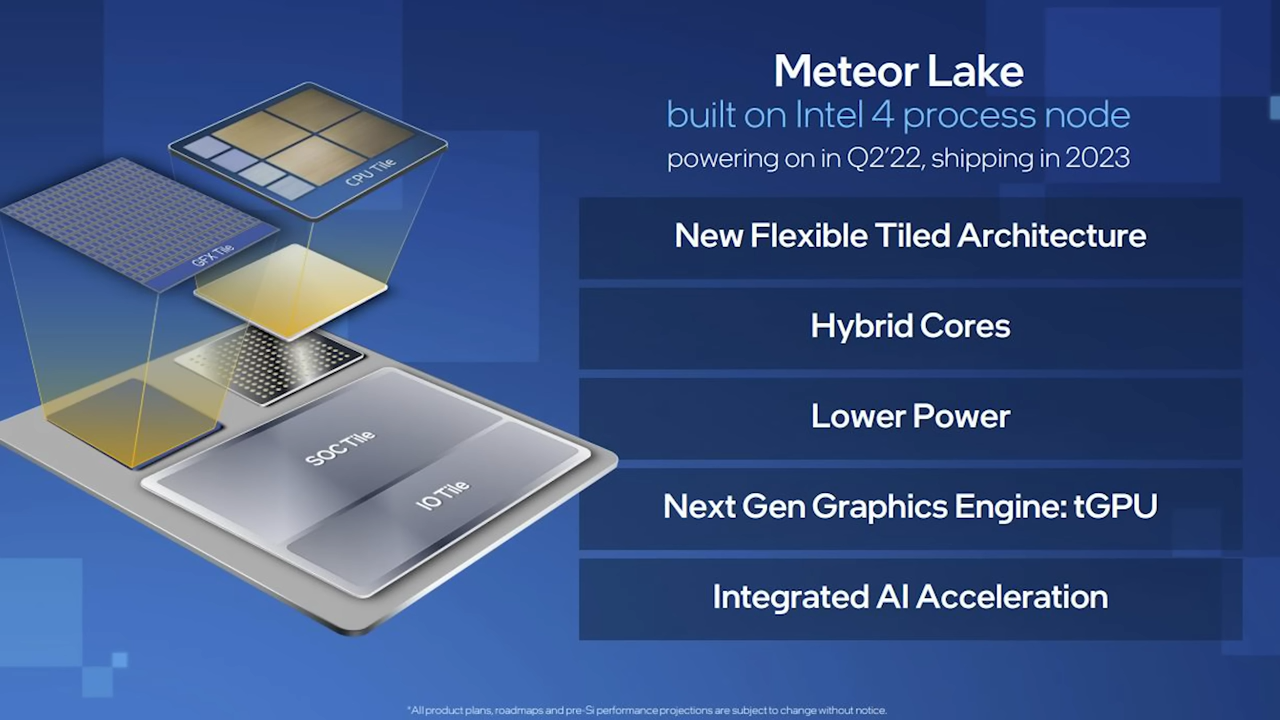 Meteor Lake
built on Intel 4 process node
powering on in Q2’22, shipping in 2023
CPU Tile
GFX Tile
SOC Tile
IO Tile
New Flexible Tiled Architecture
Hybrid Cores
Lower Power
Next Gen Graphics Engine: tGPU
Integrated AI Acceleration
*All product plans, roadmaps and pre-Si performance projections are subject to change without notice.